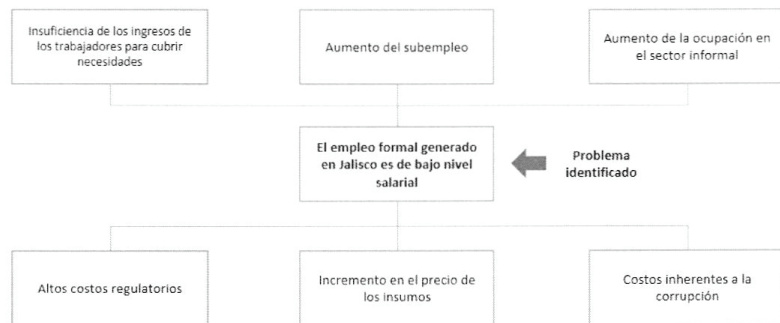 Insuficiencia de los ingresos de
los trabajadores para cubrir
necesidades
Aumento del subempleo
Aumento de la ocupación en
el sector informal
El empleo formal generado
en Jalisco es de bajo nivel
salarial
Problema
identificado
Altos costos regulatorios
Incremento en el precio de
los insumos
Costos inherentes a la
corrupción